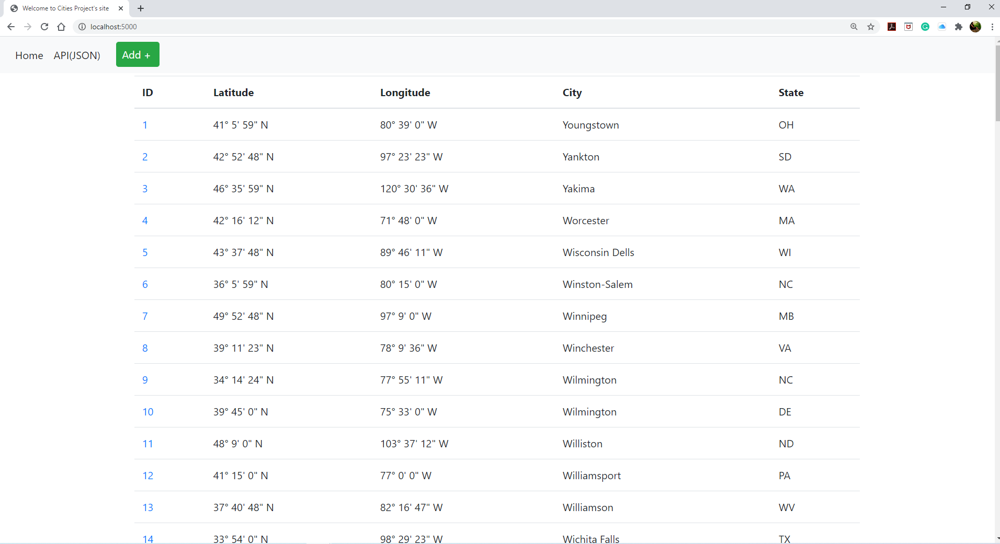 Welcome to Cities Project's site
localhost:5000
Home API(JSON) Add +
ID Latitude Longitude City State
1 41° 5' 59" N 80° 39' 0" W Youngstown OH
2 42° 52' 48" N 97° 23' 23" W Yankton SD
3 46° 35' 59" N 120° 30' 36" W Yakima WA
4 42° 16' 12" N 71° 48' 0" W Worcester MA
5 43° 37' 48" N 89° 46' 11" W Wisconsin Dells WI
6 36° 5' 59" N 80° 15' 0" W Winston-Salem NC
7 49° 52' 48" N 97° 9' 0" W Winnipeg MB
8 39° 11' 23" N 78° 9' 36" W Winchester VA
9 34° 14' 24" N 77° 55' 11" W Wilmington NC
10 39° 45' 0" N 75° 33' 0" W Wilmington DE
11 48° 9' 0" N 103° 37' 12" W Williston ND
12 41° 15' 0" N 77° 0' 0" W Williamsport PA
13 37° 40' 48" N 82° 16' 47" W Williamson WV
14 33° 54' 0" N 98° 29' 23" W Wichita Falls TX